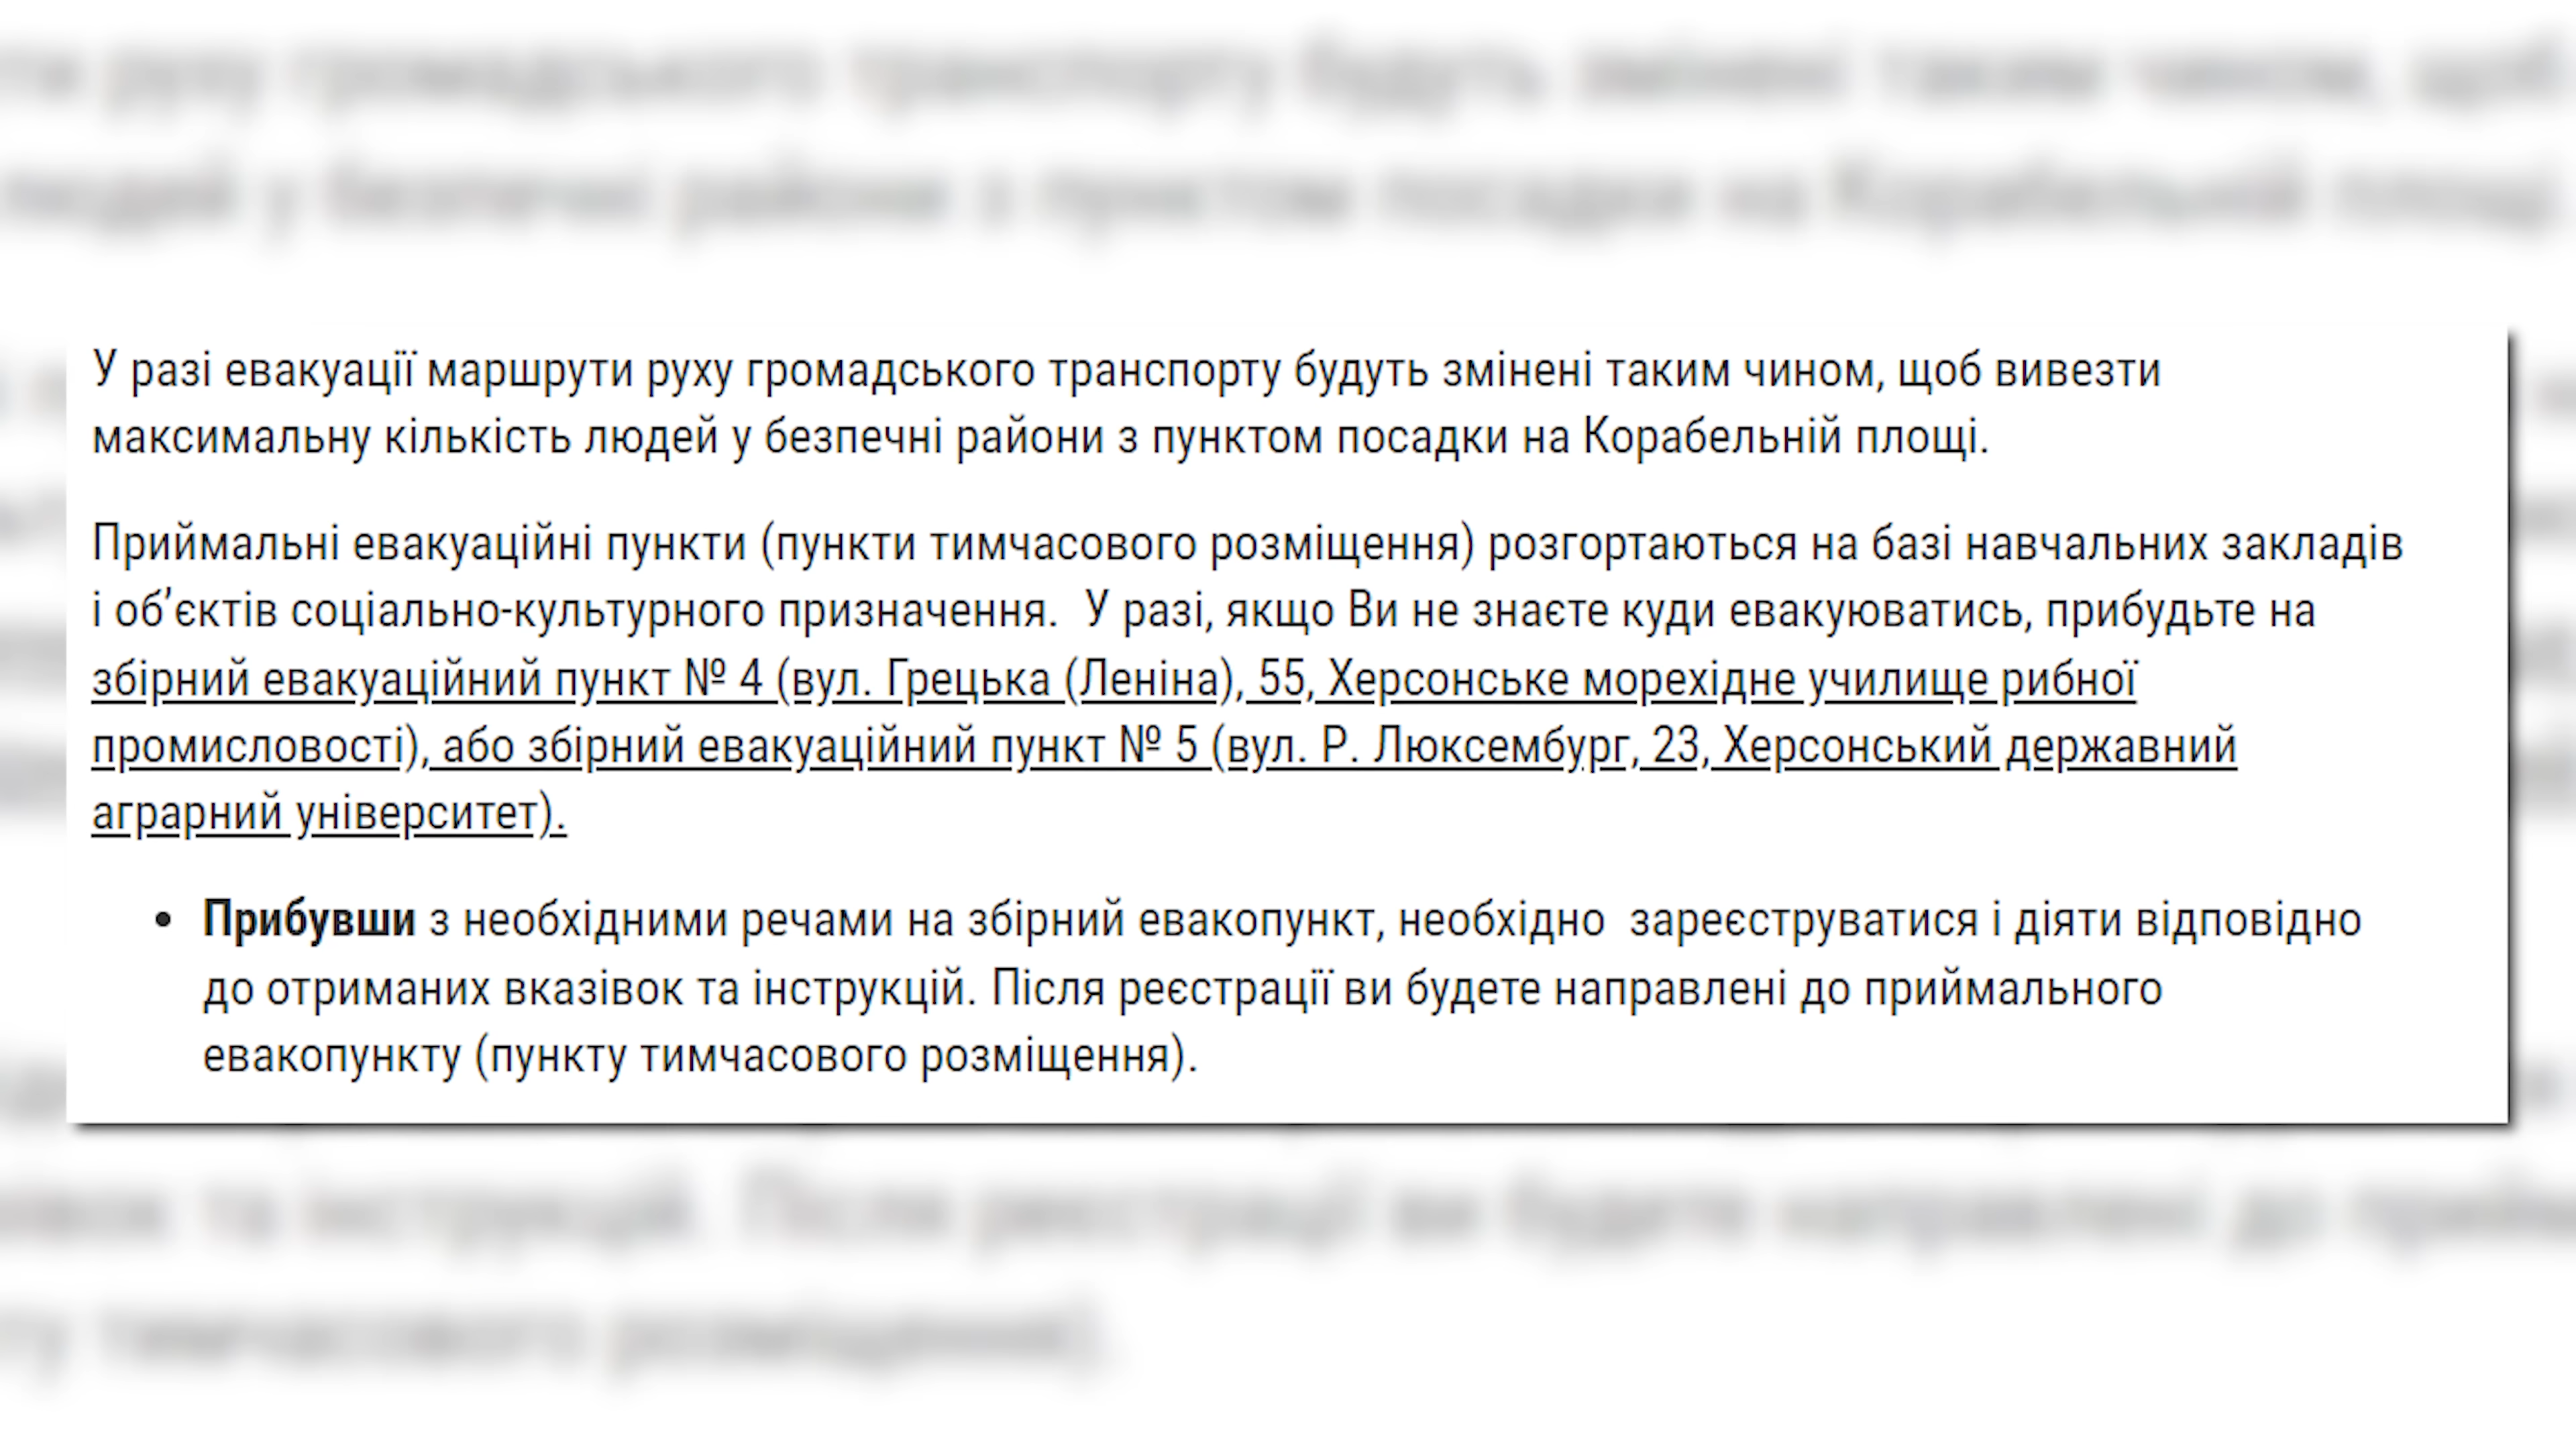 У разі евакуації маршрути руху громадського транспорту будуть змінені таким чином, щоб вивезти
максимальну кількість людей у безпечні райони з пунктом посадки на Корабельній площі.
Приймальні евакуаційні пункти (пункти тимчасового розміщення) розгортаються на базі навчальних закладів
і об’єктів соціально-культурного призначення.  У разі, якщо Ви не знаєте куди евакуюватись, прибудьте на
збірний евакуаційний пункт № 4 (вул. Грецька (Леніна), 55, Херсонське морехідне училище рибної
промисловості), або збірний евакуаційний пункт № 5 (вул. Р. Люксембург, 23, Херсонський державний
аграрний університет).
• Прибувши з необхідними речами на збірний евакопункт, необхідно  зареєструватися і діяти відповідно
до отриманих вказівок та інструкцій. Після реєстрації ви будете направлені до приймального
евакопункту (пункту тимчасового розміщення).